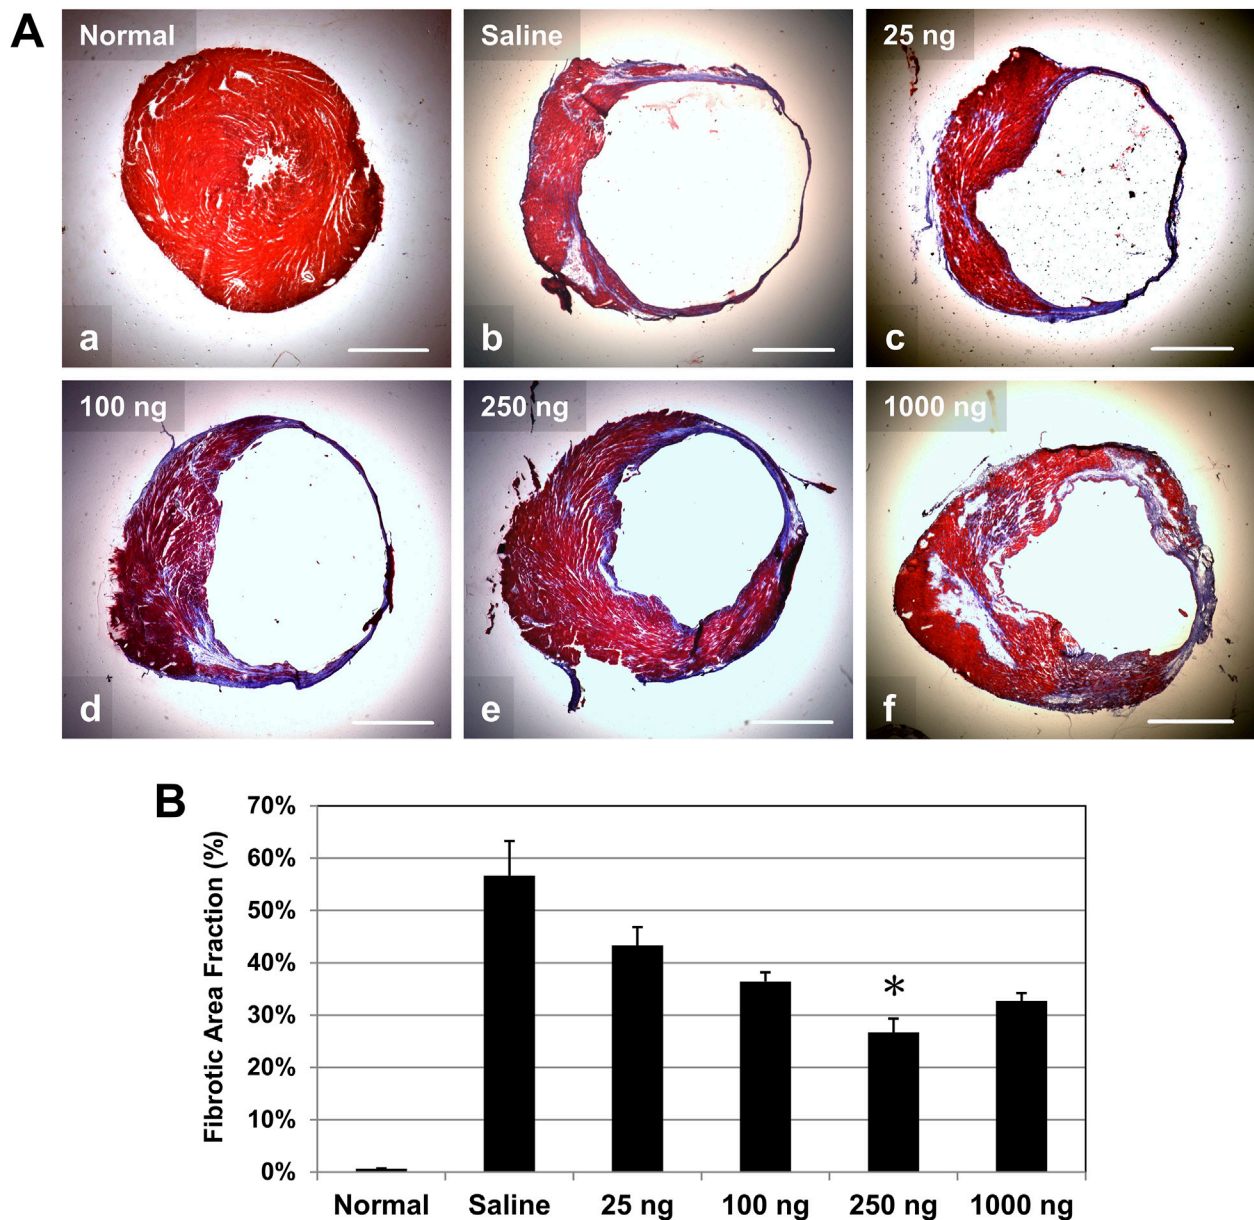 A
Normal
a
Saline
b
25 ng
c
100 ng
d
250 ng
e
1000 ng
f
B
Fibrotic Area Fraction (%)
70%
60%
50%
40%
30%
20%
10%
0%
*
Normal Saline 25 ng 100 ng 250 ng 1000 ng